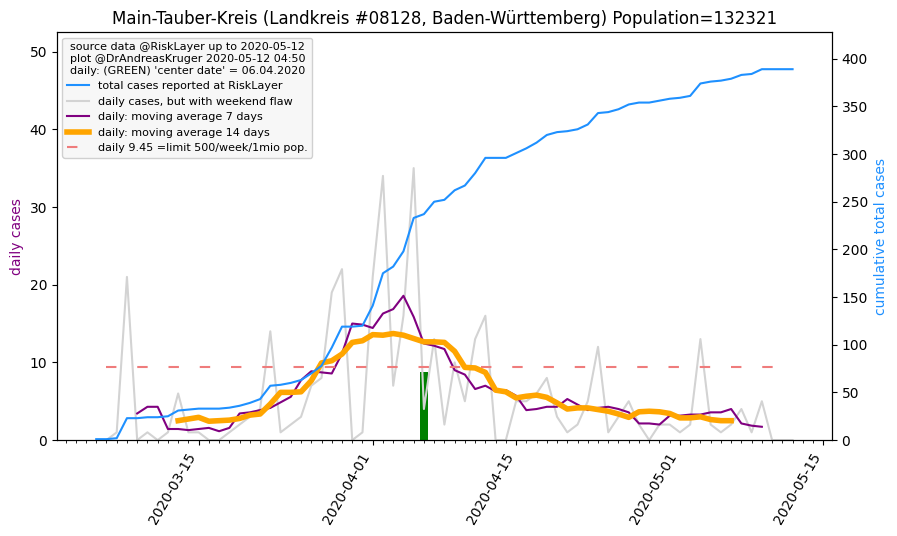 Main-Tauber-Kreis (Landkreis #08128, Baden-Württemberg) Population=132321
source data @RiskLayer up to 2020-05-12
plot @DrAndreasKruger 2020-05-12 04:50
daily: (GREEN) 'center date' = 06.04.2020
total cases reported at RiskLayer
daily cases, but with weekend flaw
daily: moving average 7 days
daily: moving average 14 days
daily 9.45 =limit 500/week/1mio pop.
daily cases
50
40
30
20
10
0
cumulative total cases
400
350
300
250
200
150
100
50
0
2020-03-15
2020-04-01
2020-04-15
2020-05-01
2020-05-15